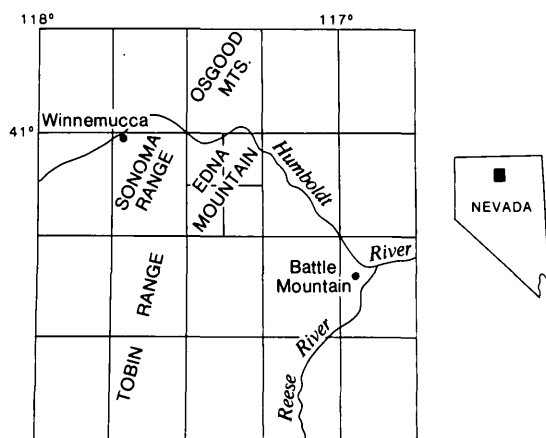 118°
117°
OSGOOD
MTS.
Winnemucca
41°
SONOMA
RANGE
EDNA
MOUNTAIN
Humboldt
NEVADA
River
Battle
Mountain
RANGE
TOBIN
River
Reese